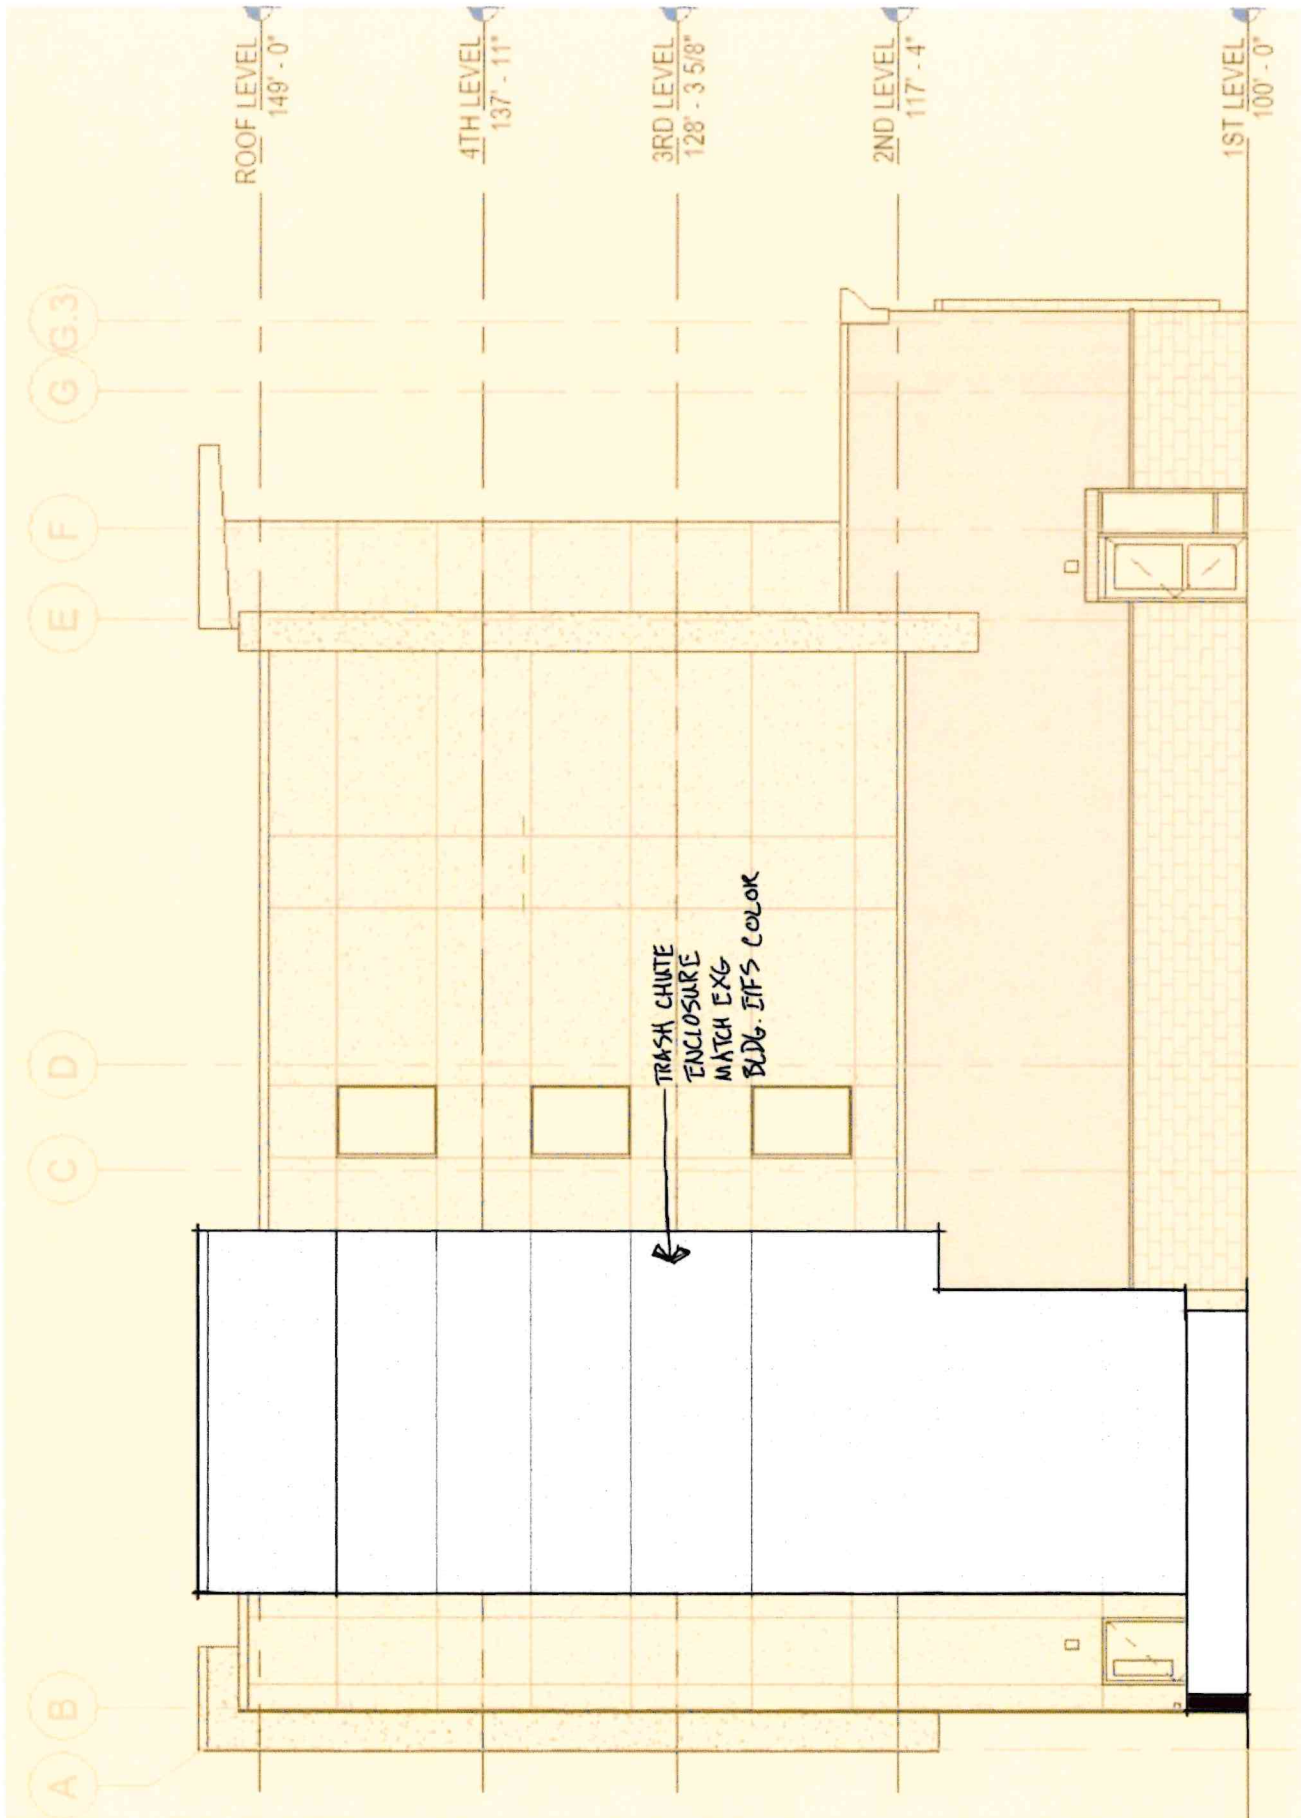 A
B
C
D
E
F
G
G.3
ROOF LEVEL
149' - 0"
4TH LEVEL
137' - 11"
3RD LEVEL
128' - 3 5/8"
2ND LEVEL
117' - 4"
1ST LEVEL
100' - 0"
TRASH CHUTE
ENCLOSURE
MATCH EXG
BLDG. EIFS COLOR